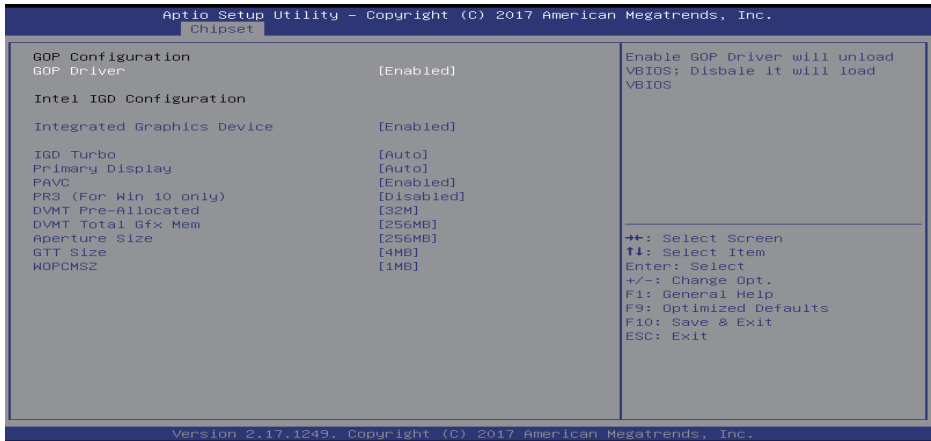 Aptio Setup Utility – Copyright (C) 2017 American Megatrends, Inc.
Chipset
GOP Configuration
GOP Driver [Enabled]
Intel IGD Configuration
Integrated Graphics Device [Enabled]
IGD Turbo [Auto]
Primary Display [Auto]
PAVC [Enabled]
PR3 (For Win 10 only) [Disabled]
DVMT Pre-Allocated [32M]
DVMT Total Gfx Mem [256MB]
Aperture Size [256MB]
GTT Size [4MB]
WOPCMSZ [1MB]
Enable GOP Driver will unload
VBIOS; Disbale it will load
VBIOS
→←: Select Screen
↑↓: Select Item
Enter: Select
+/-: Change Opt.
F1: General Help
F9: Optimized Defaults
F10: Save & Exit
ESC: Exit
Version 2.17.1249. Copyright (C) 2017 American Megatrends, Inc.